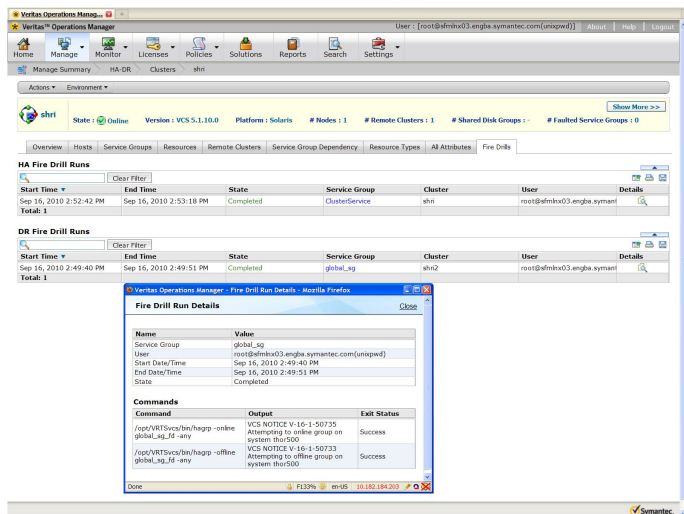 Veritas Operations Manag...
Veritas™ Operations Manager
User : [root@sfmlnx03.engba.symantec.com(unixpwd)] About Help Logout
Home Manage Monitor Licenses Policies Solutions Reports Search Settings
Manage Summary HA-DR Clusters shri
Actions Environment
Show More >>
shri State : Online Version : VCS 5.1.10.0 Platform : Solaris # Nodes : 1 # Remote Clusters : 1 # Shared Disk Groups : - # Faulted Service Groups : 0
Overview Hosts Service Groups Resources Remote Clusters Service Group Dependency Resource Types All Attributes Fire Drills
HA Fire Drill Runs
Clear Filter
Start Time End Time State Service Group Cluster User Details
Sep 16, 2010 2:52:42 PM Sep 16, 2010 2:53:18 PM Completed ClusterService shri root@sfmlnx03.engba.symant
Total: 1
DR Fire Drill Runs
Clear Filter
Start Time End Time State Service Group Cluster User Details
Sep 16, 2010 2:49:40 PM Sep 16, 2010 2:49:51 PM Completed global_sg shri2 root@sfmlnx03.engba.symant
Total: 1
Veritas Operations Manager - Fire Drill Run Details - Mozilla Firefox
Fire Drill Run Details Close
Name Value
Service Group global_sg
User root@sfmlnx03.engba.symantec.com(unixpwd)
Start Date/Time Sep 16, 2010 2:49:40 PM
End Date/Time Sep 16, 2010 2:49:51 PM
State Completed
Commands
Command Output Exit Status
/opt/VRTSvcs/bin/hagrp -online global_sg_fd -any VCS NOTICE V-16-1-50735 Attempting to online group on system thor500 Success
/opt/VRTSvcs/bin/hagrp -offline global_sg_fd -any VCS NOTICE V-16-1-50733 Attempting to offline group on system thor500 Success
Done F133% en-US 10.182.184.203
Symantec.